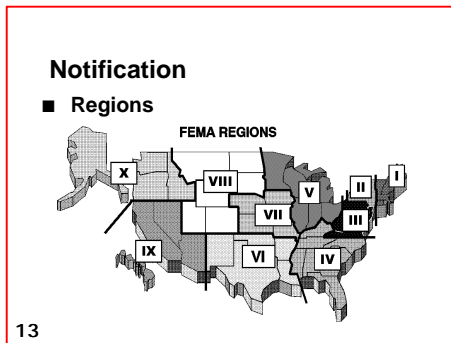 Notification
■ Regions
FEMA REGIONS
X
VIII
V
II
I
VII
III
IX
VI
IV
13